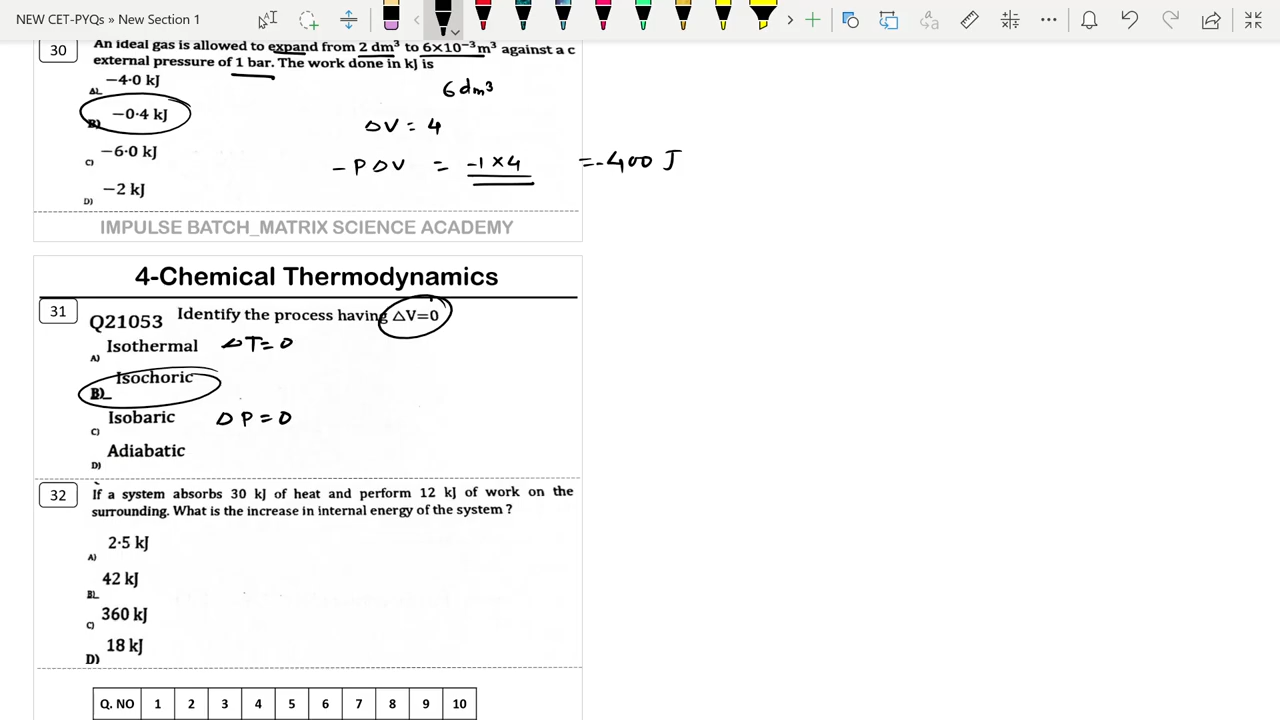 NEW CET-PYQs » New Section 1
30
An ideal gas is allowed to expand from 2 dm³ to 6×10⁻³m³ against a c
external pressure of 1 bar. The work done in kJ is
A) −4·0 kJ
6 dm³
B) −0·4 kJ
ΔV = 4
C) −6·0 kJ
− P ΔV = −1 × 4 = −400 J
D) −2 kJ
IMPULSE BATCH_MATRIX SCIENCE ACADEMY
4-Chemical Thermodynamics
31
Q21053 Identify the process having △V=0
A) Isothermal ΔT = 0
B) Isochoric
C) Isobaric ΔP = 0
D) Adiabatic
32
If a system absorbs 30 kJ of heat and perform 12 kJ of work on the
surrounding. What is the increase in internal energy of the system ?
A) 2·5 kJ
B) 42 kJ
C) 360 kJ
D) 18 kJ
Q. NO 1 2 3 4 5 6 7 8 9 10